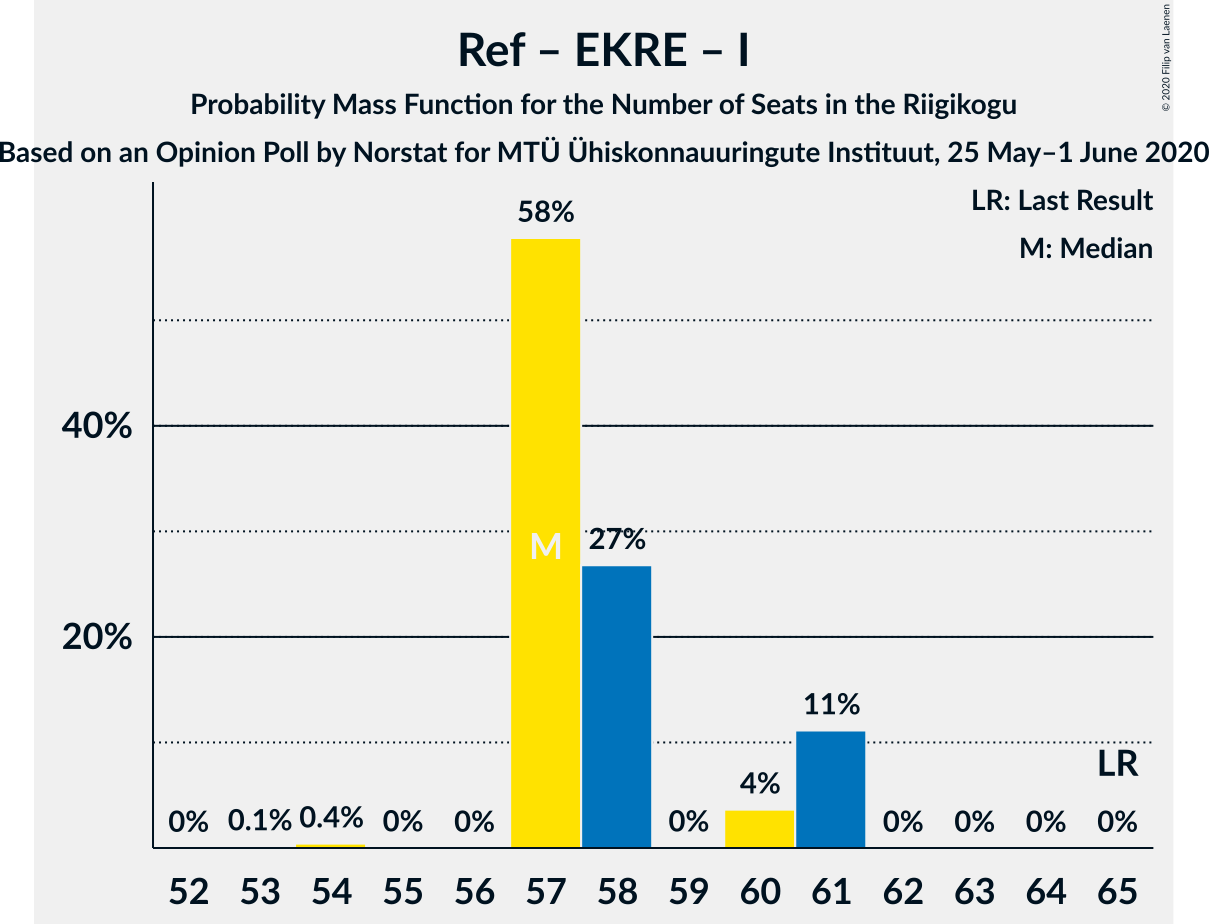 Ref – EKRE – I
Probability Mass Function for the Number of Seats in the Riigikogu
Based on an Opinion Poll by Norstat for MTÜ Ühiskonnauuringute Instituut, 25 May–1 June 2020
© 2020 Filip van Laenen
LR: Last Result
M: Median
58%
40%
M
27%
20%
11%
LR
4%
0% 0.1% 0.4% 0% 0% 0% 0% 0% 0% 0%
52 53 54 55 56 57 58 59 60 61 62 63 64 65